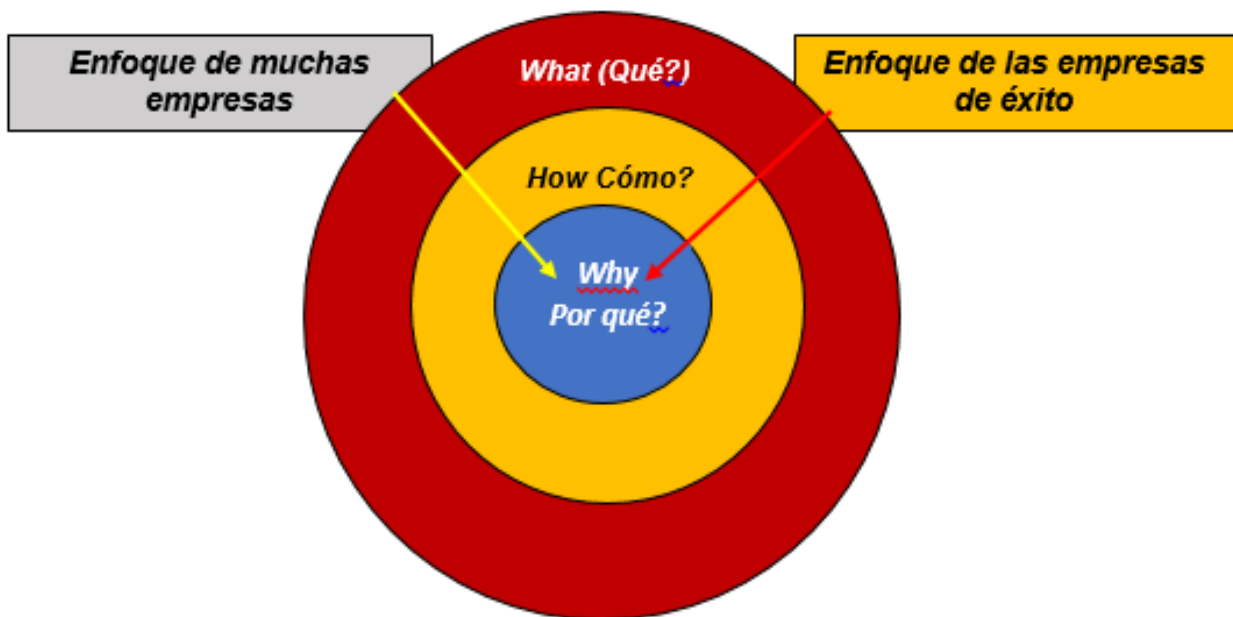 Enfoque de muchas
empresas
What (Qué?)
Enfoque de las empresas
de éxito
How Cómo?
Why
Por qué?